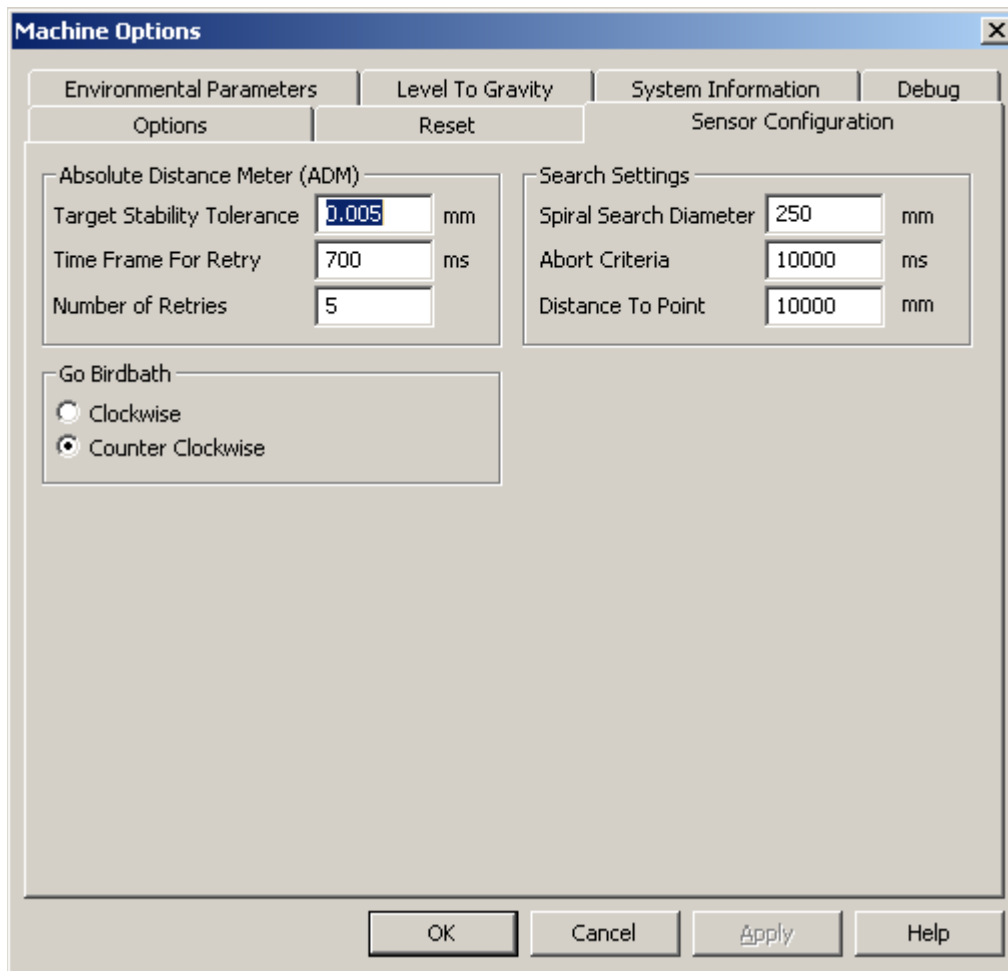 Machine Options
Environmental Parameters Level To Gravity System Information Debug
Options Reset Sensor Configuration
Absolute Distance Meter (ADM)
Target Stability Tolerance 0.005 mm
Time Frame For Retry 700 ms
Number of Retries 5
Search Settings
Spiral Search Diameter 250 mm
Abort Criteria 10000 ms
Distance To Point 10000 mm
Go Birdbath
Clockwise
Counter Clockwise
OK Cancel Apply Help